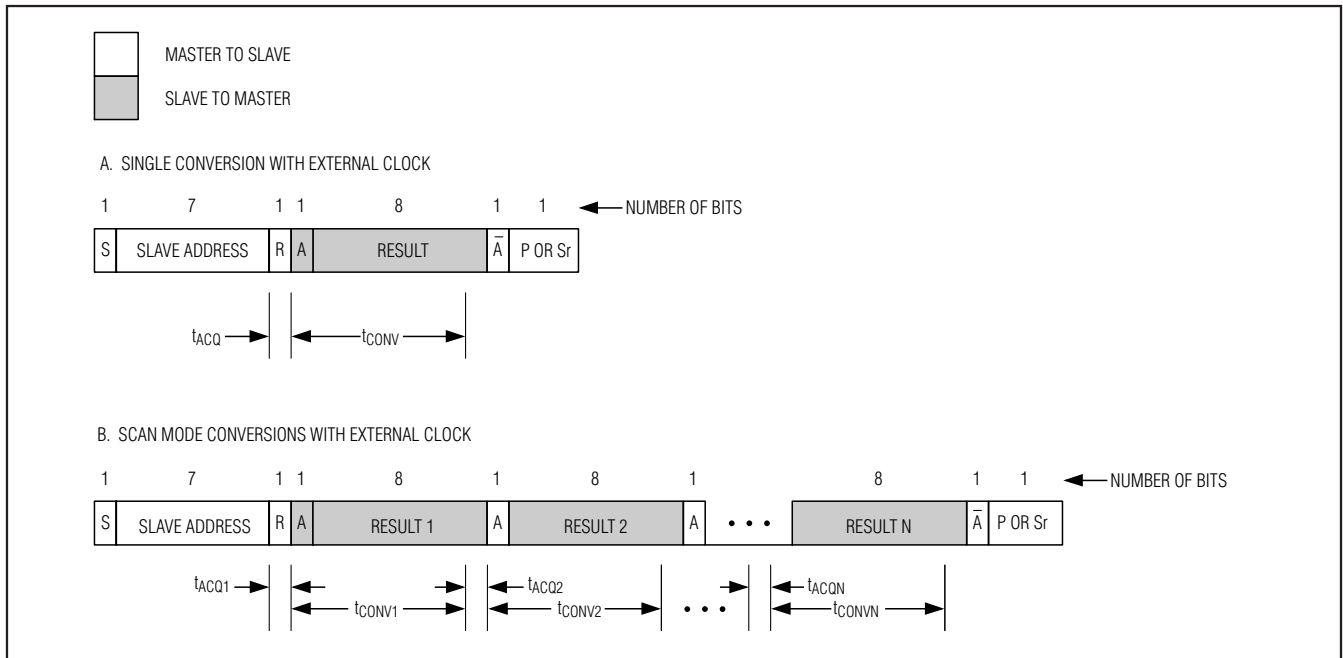 MASTER TO SLAVE
SLAVE TO MASTER
A. SINGLE CONVERSION WITH EXTERNAL CLOCK
1 7 1 1 8 1 1 NUMBER OF BITS
S SLAVE ADDRESS R A RESULT A̅ P OR Sr
tACQ tCONV
B. SCAN MODE CONVERSIONS WITH EXTERNAL CLOCK
1 7 1 1 8 1 8 1 8 1 1 NUMBER OF BITS
S SLAVE ADDRESS R A RESULT 1 A RESULT 2 A • • • RESULT N A̅ P OR Sr
tACQ1 tACQ2 tACQN
tCONV1 tCONV2 • • • tCONVN